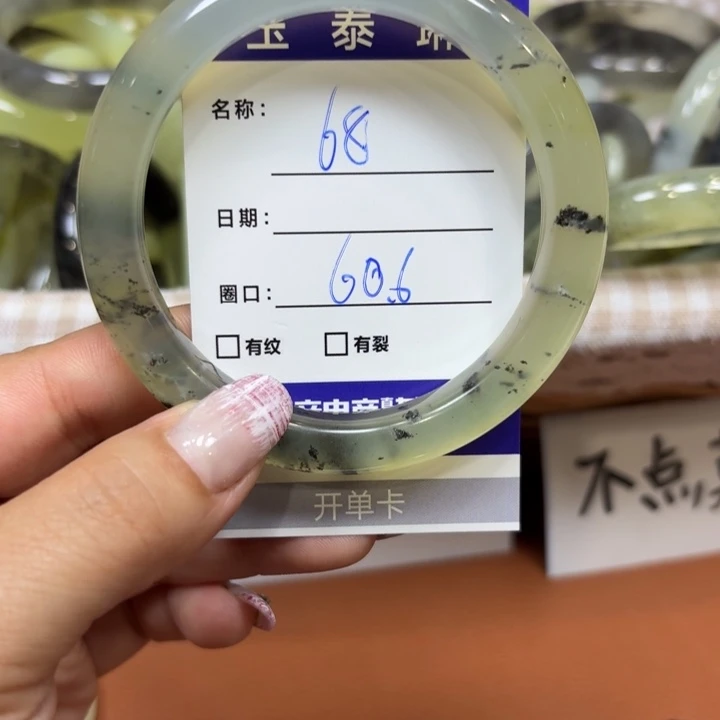 玉泰
名称: 68
日期:
圈口: 60.6
□有纹 □有裂
开单卡
不点